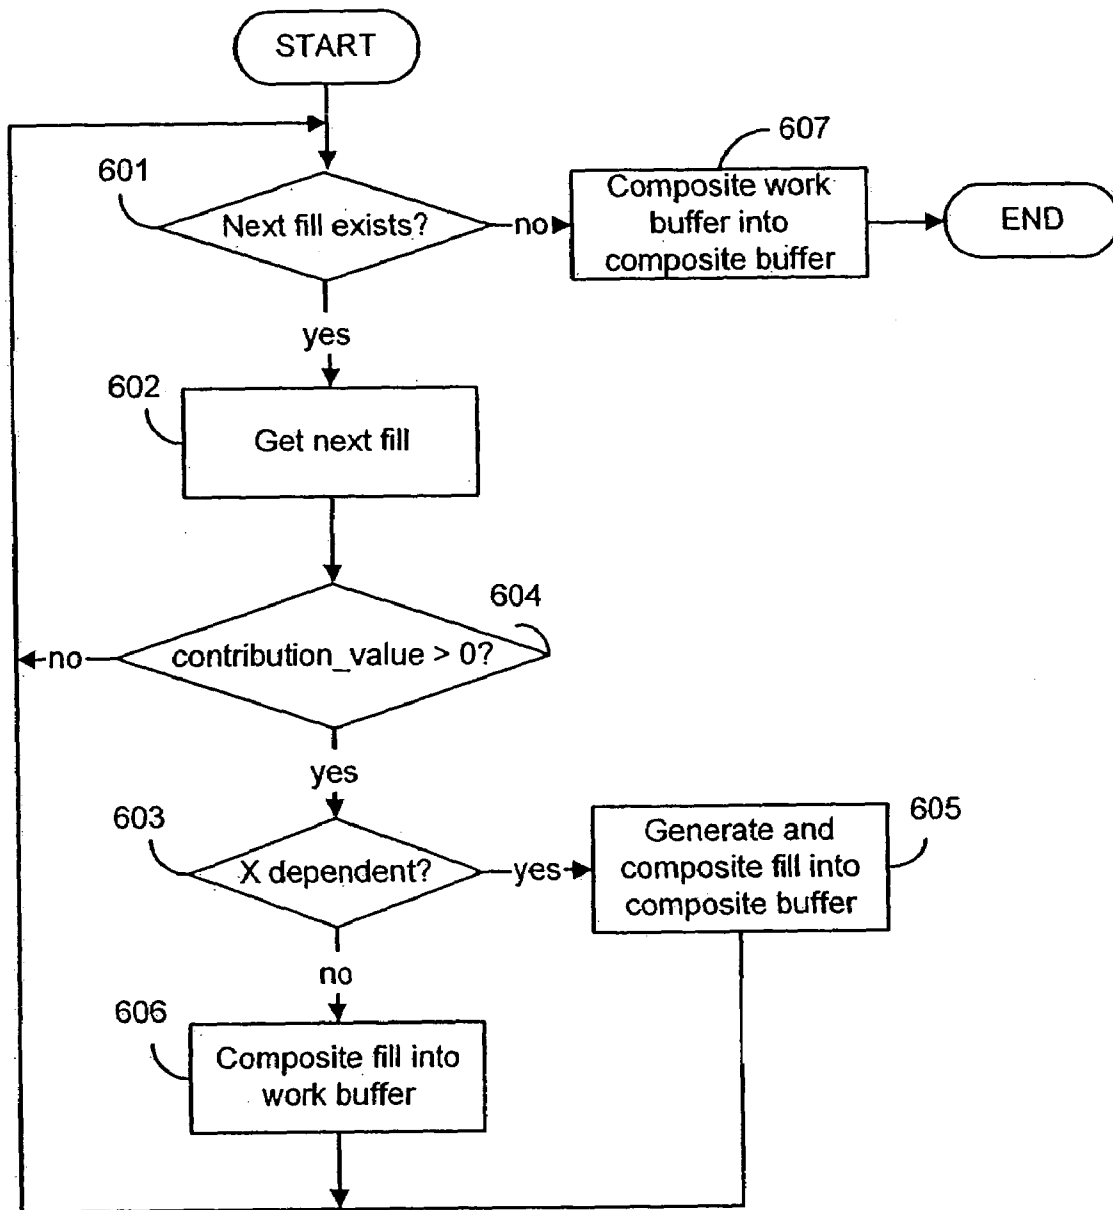 START
607
601
Next fill exists?
no
Composite work
buffer into
composite buffer
END
yes
602
Get next fill
604
no
contribution_value > 0?
yes
603
X dependent?
yes
605
Generate and
composite fill into
composite buffer
no
606
Composite fill into
work buffer